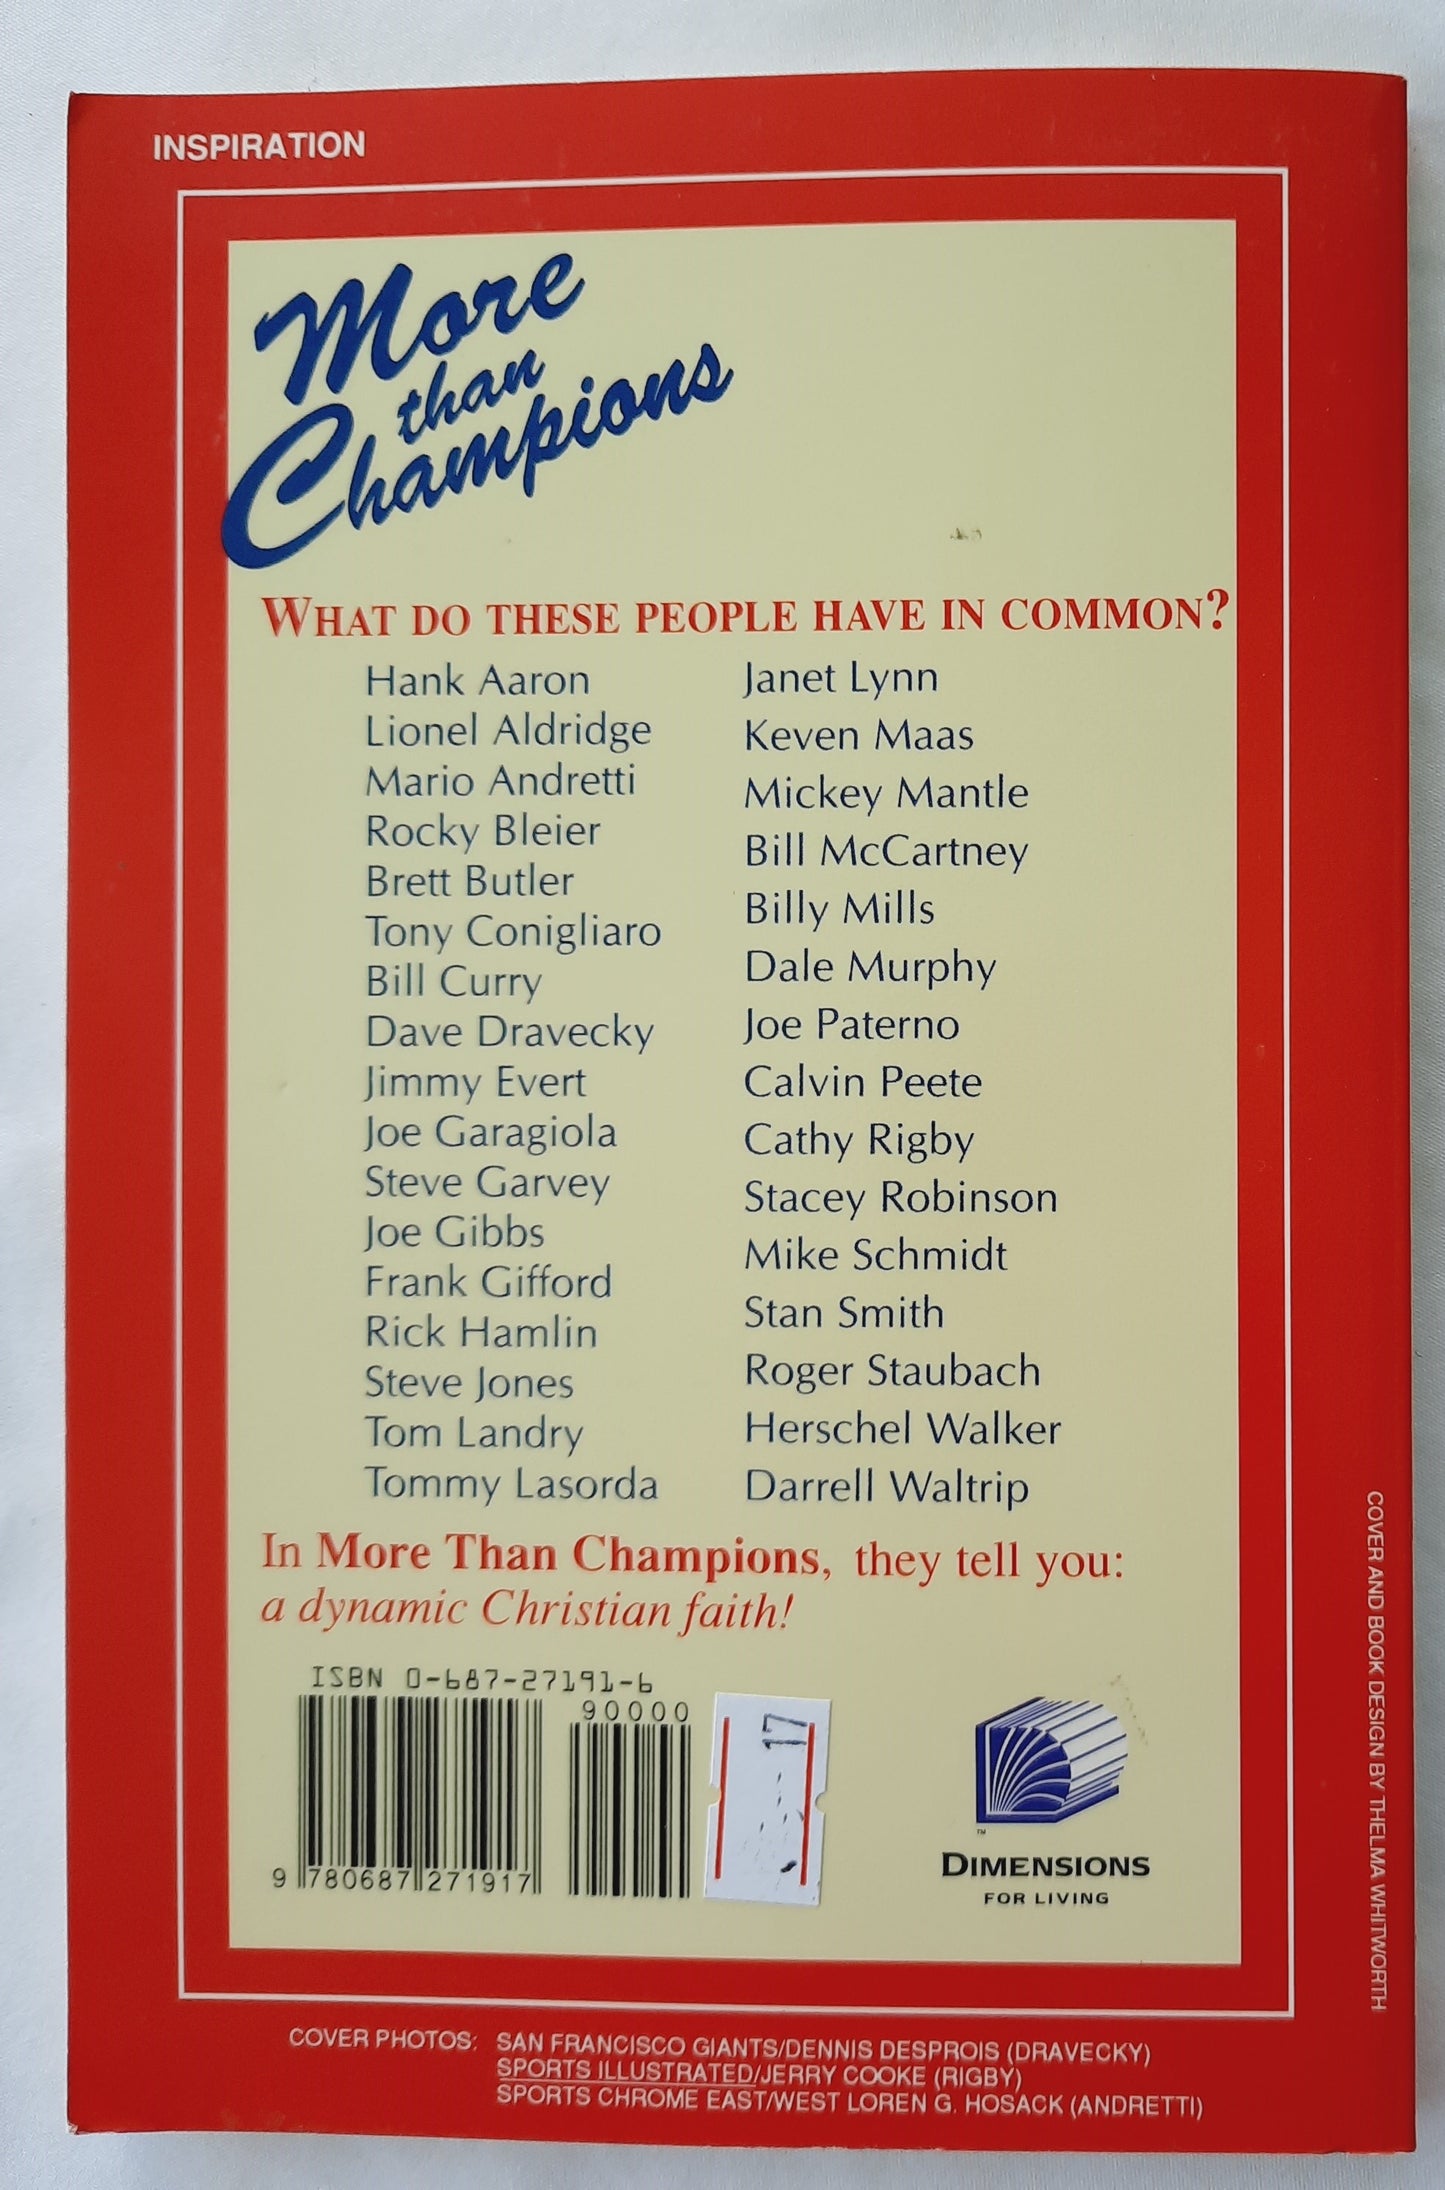 INSPIRATION
More
than
Champions
WHAT DO THESE PEOPLE HAVE IN COMMON?
Hank Aaron
Lionel Aldridge
Mario Andretti
Rocky Bleier
Brett Butler
Tony Conigliaro
Bill Curry
Dave Dravecky
Jimmy Evert
Joe Garagiola
Steve Garvey
Joe Gibbs
Frank Gifford
Rick Hamlin
Steve Jones
Tom Landry
Tommy Lasorda
Janet Lynn
Keven Maas
Mickey Mantle
Bill McCartney
Billy Mills
Dale Murphy
Joe Paterno
Calvin Peete
Cathy Rigby
Stacey Robinson
Mike Schmidt
Stan Smith
Roger Staubach
Herschel Walker
Darrell Waltrip
In More Than Champions, they tell you:
a dynamic Christian faith!
ISBN 0-687-27191-6
90000
9 780687 271917
17
TM
DIMENSIONS
FOR LIVING
COVER AND BOOK DESIGN BY THELMA WHITWORTH
COVER PHOTOS: SAN FRANCISCO GIANTS/DENNIS DESPROIS (DRAVECKY)
SPORTS ILLUSTRATED/JERRY COOKE (RIGBY)
SPORTS CHROME EAST/WEST LOREN G. HOSACK (ANDRETTI)